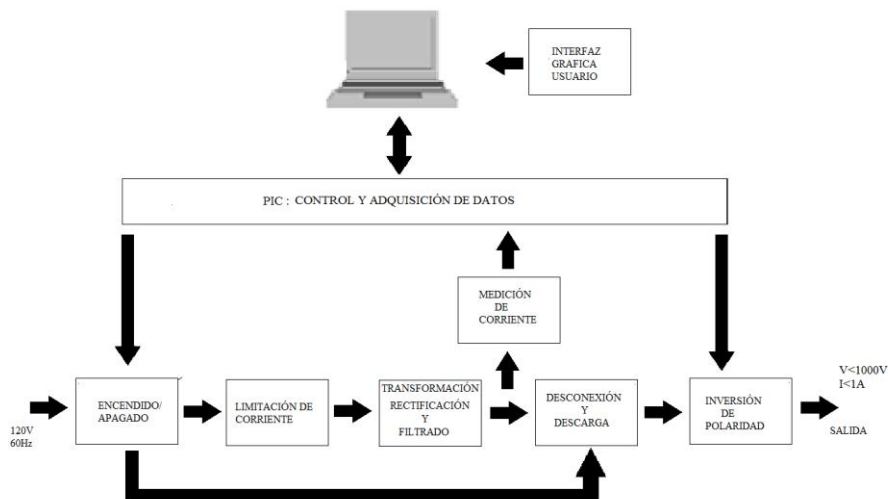 INTERFAZ
GRAFICA
USUARIO
PIC : CONTROL Y ADQUISICIÓN DE DATOS
MEDICIÓN
DE
CORRIENTE
120V
60Hz
ENCENDIDO/
APAGADO
LIMITACIÓN DE
CORRIENTE
TRANSFORMACIÓN
RECTIFICACIÓN
Y
FILTRADO
DESCONEXIÓN
Y
DESCARGA
INVERSIÓN
DE
POLARIDAD
V<1000V
I<1A
SALIDA